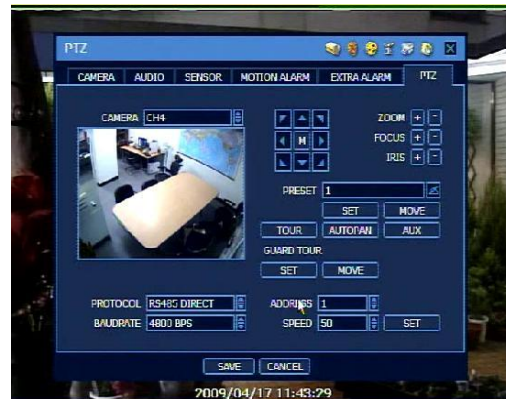 PTZ
CAMERA AUDIO SENSOR MOTION ALARM EXTRA ALARM PTZ
CAMERA CH4
M
ZOOM + -
FOCUS + -
IRIS + -
PRESET 1
SET MOVE
TOUR AUTOPAN AUX
GUARD TOUR
SET MOVE
PROTOCOL RS485 DIRECT ADDRESS 1
BAUDRATE 4800 BPS SPEED 50 SET
SAVE CANCEL
2009/04/17 11:43:29